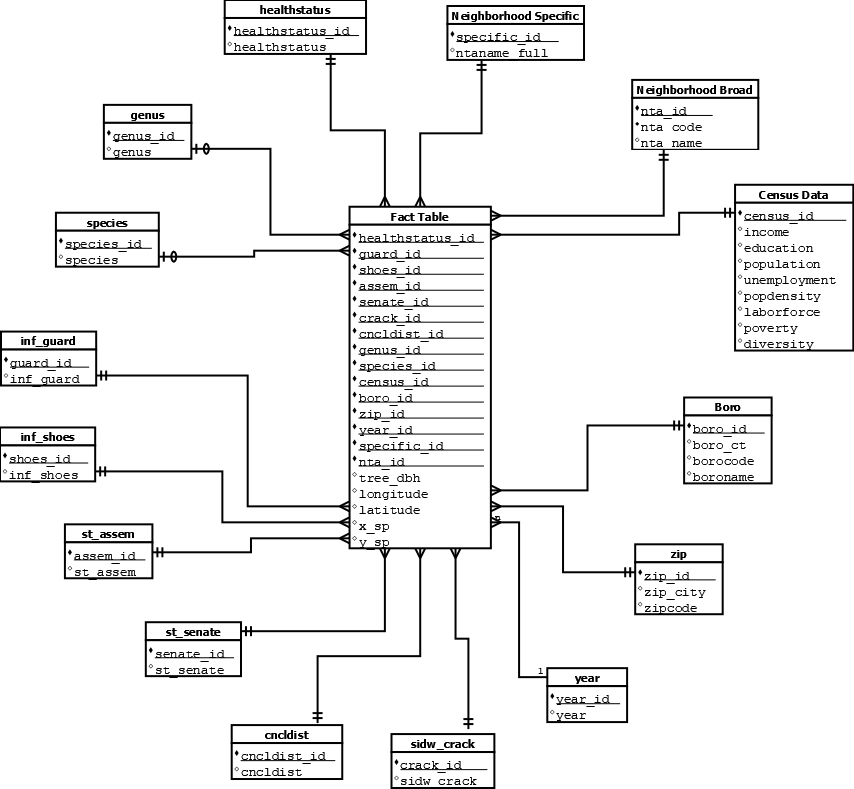 healthstatus
healthstatus_id
healthstatus
Neighborhood Specific
specific_id
ntaname_full
Neighborhood Broad
nta_id
nta_code
nta_name
genus
genus_id
genus
Census Data
census_id
income
education
population
unemployment
popdensity
laborforce
poverty
diversity
species
species_id
species
Fact Table
healthstatus_id
guard_id
shoes_id
assem_id
senate_id
crack_id
cncldist_id
genus_id
species_id
census_id
boro_id
zip_id
year_id
specific_id
nta_id
tree_dbh
longitude
latitude
x_sp
y_sp
inf_guard
guard_id
inf_guard
Boro
boro_id
boro_ct
borocode
boroname
inf_shoes
shoes_id
inf_shoes
st_assem
assem_id
st_assem
zip
zip_id
zip_city
zipcode
st_senate
senate_id
st_senate
1
year
year_id
year
cncldist
cncldist_id
cncldist
sidw_crack
crack_id
sidw_crack